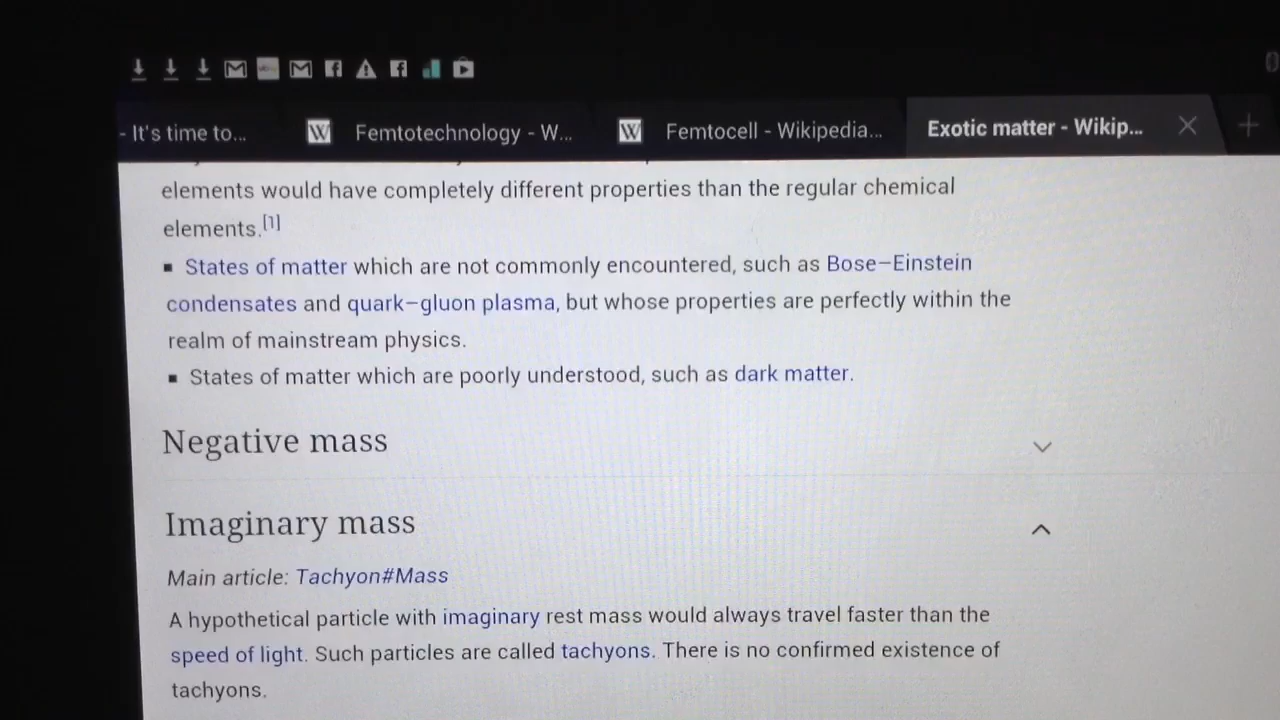 - It's time to...
W
Femtotechnology - W...
W
Femtocell - Wikipedia...
Exotic matter - Wikip...
elements would have completely different properties than the regular chemical
elements.[1]
▪ States of matter which are not commonly encountered, such as Bose–Einstein
condensates and quark–gluon plasma, but whose properties are perfectly within the
realm of mainstream physics.
▪ States of matter which are poorly understood, such as dark matter.
Negative mass
Imaginary mass
Main article: Tachyon#Mass
A hypothetical particle with imaginary rest mass would always travel faster than the
speed of light. Such particles are called tachyons. There is no confirmed existence of
tachyons.